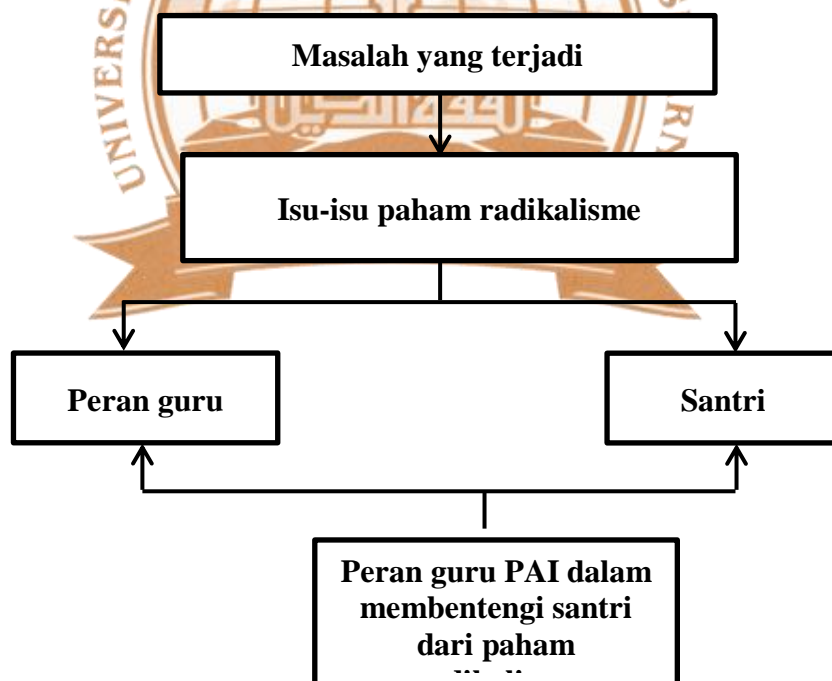 Masalah yang terjadi
Isu-isu paham radikalisme
Peran guru
Santri
Peran guru PAI dalam
membentengi santri
dari paham